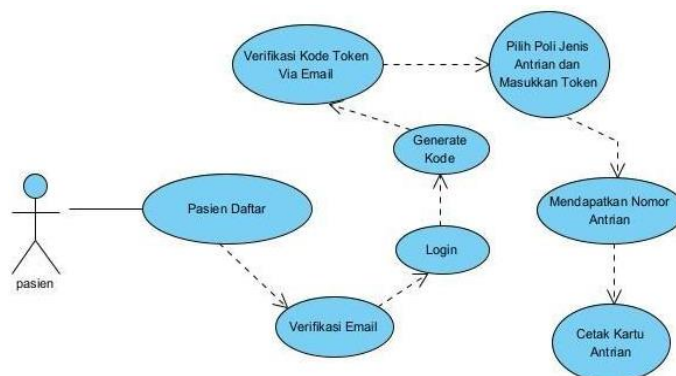 Verifikasi Kode Token
Via Email
Pilih Poli Jenis
Antrian dan
Masukkan Token
Generate
Kode
Pasien Daftar
Mendapatkan Nomor
Antrian
Login
pasien
Verifikasi Email
Cetak Kartu
Antrian